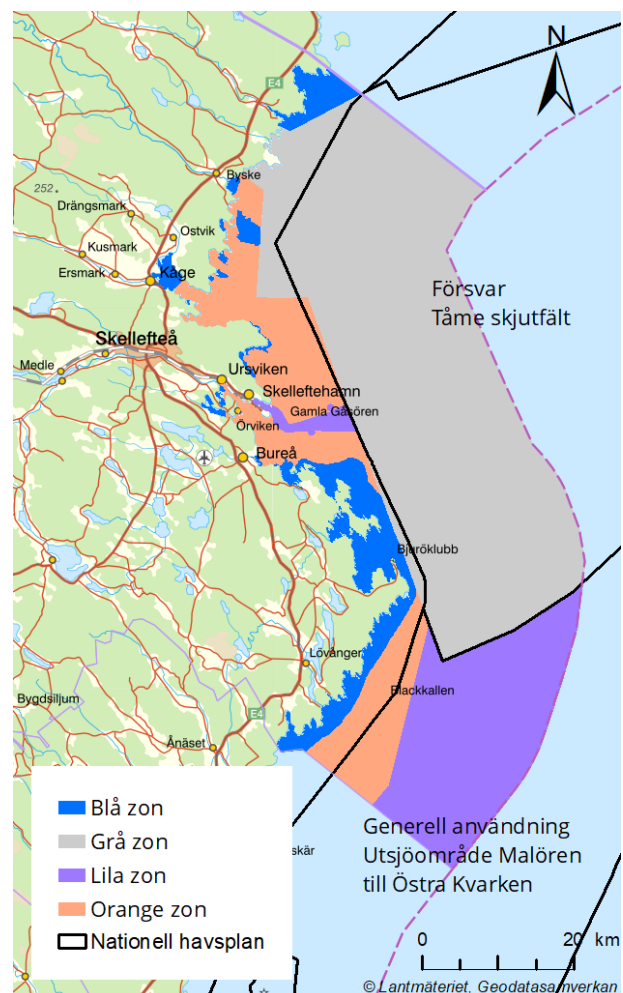 N
E4
Byske
252
Drängsmark
Ostvik
Kusmark
Ersmark
Kåge
Försvar
Tåme skjutfält
Skellefteå
Medle
Ursviken
Skelleftehamn
Gamla Gåsören
Örviken
Bureå
Bjuröklubb
Lövånger
Blackkallen
Bygdsiljum
E4
Ånäset
Blå zon
Grå zon
Lila zon
Orange zon
Nationell havsplan
skär
Generell användning
Utsjöområde Malören
till Östra Kvarken
0 20 km
© Lantmäteriet, Geodatasamverkan